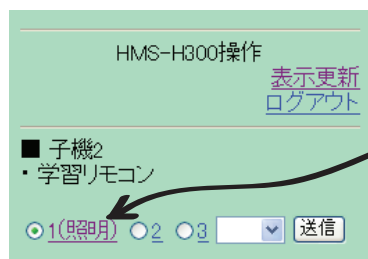 HMS-H300操作
表示更新
ログアウト
■ 子機2
・学習リモコン
1(照明) 2 3 送信